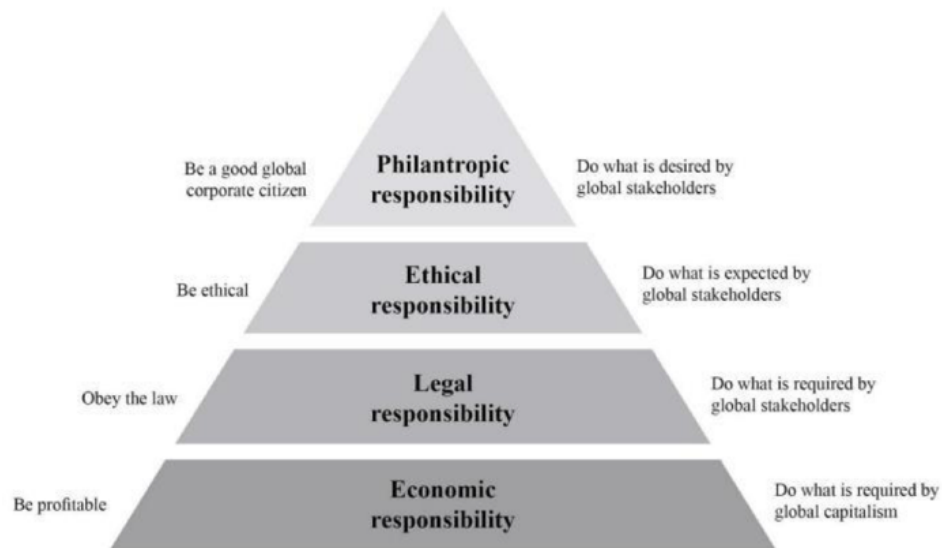 Be a good global
corporate citizen
Philantropic
responsibility
Do what is desired by
global stakeholders
Be ethical
Ethical
responsibility
Do what is expected by
global stakeholders
Obey the law
Legal
responsibility
Do what is required by
global stakeholders
Be profitable
Economic
responsibility
Do what is required by
global capitalism